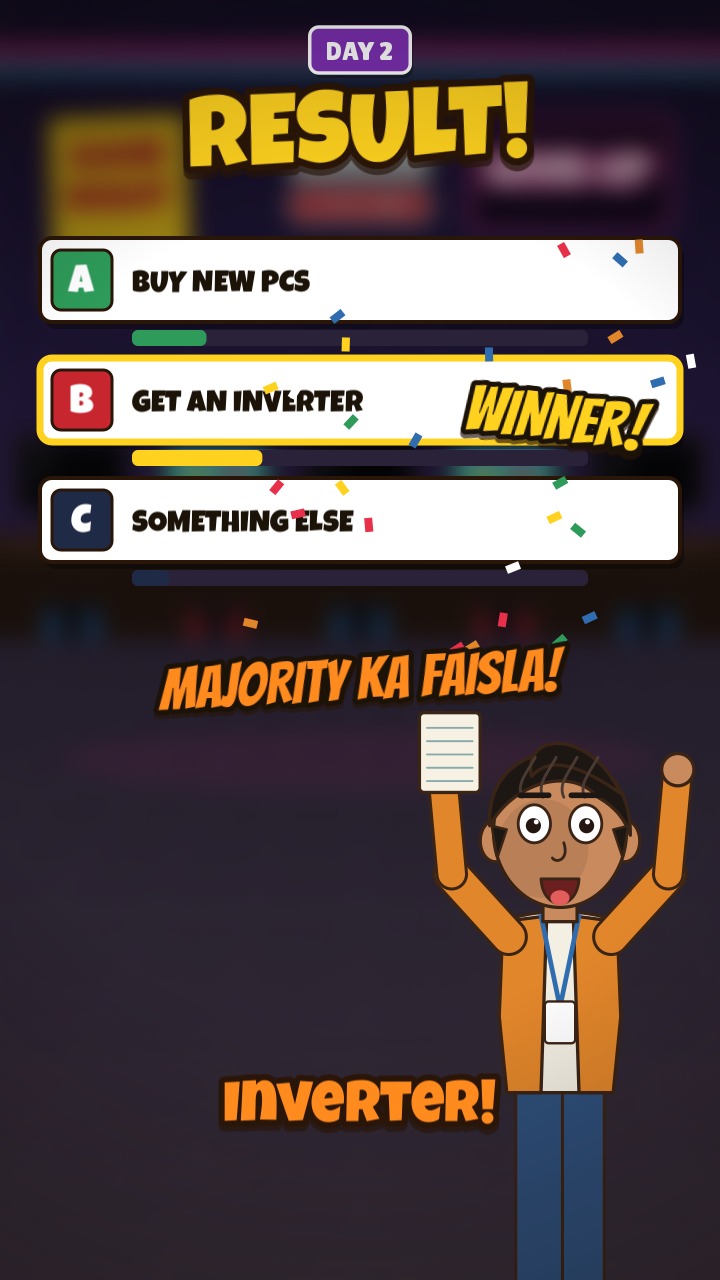 DAY 2
RESULT!
A BUY NEW PCS
B GET AN INVERTER
WINNER!
C SOMETHING ELSE
MAJORITY KA FAISLA!
INVERTER!